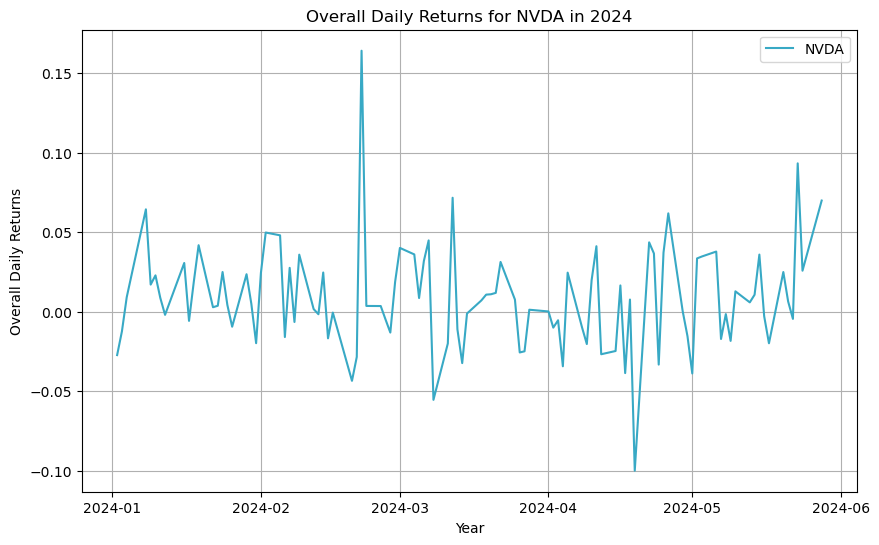 Overall Daily Returns for NVDA in 2024
NVDA
Overall Daily Returns
0.15
0.10
0.05
0.00
−0.05
−0.10
2024-01 2024-02 2024-03 2024-04 2024-05 2024-06
Year